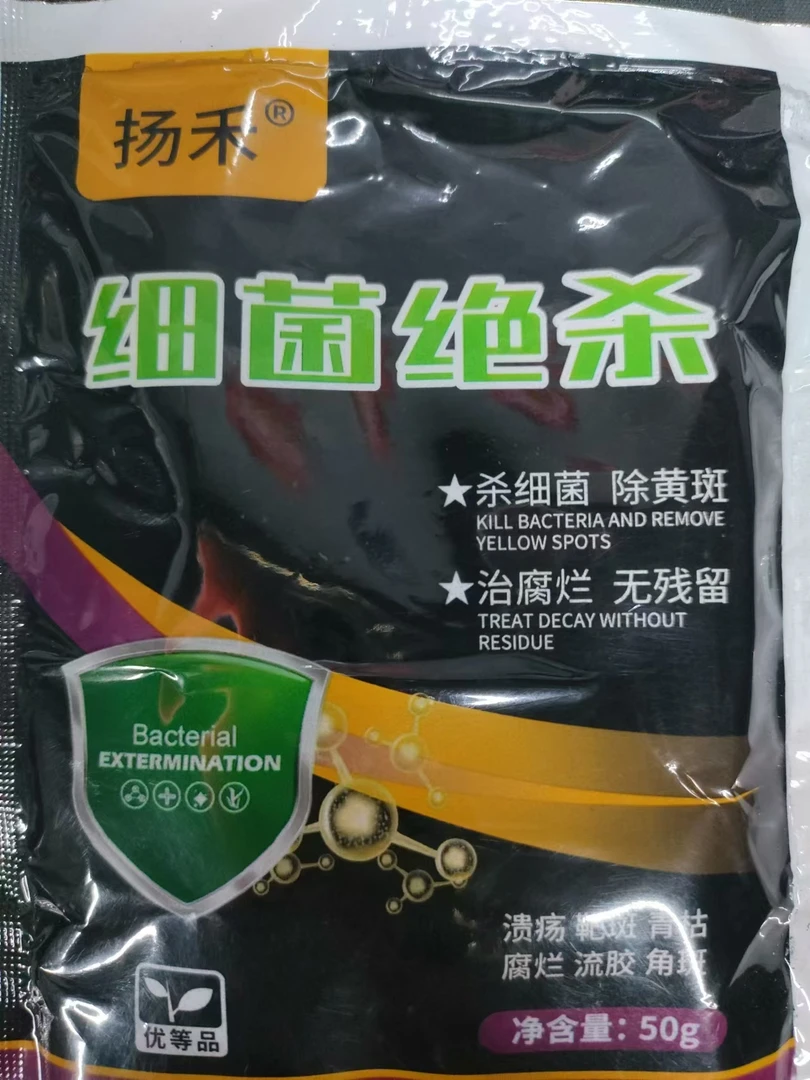 扬禾®
细菌绝杀
★杀细菌 除黄斑
KILL BACTERIA AND REMOVE
YELLOW SPOTS
★治腐烂 无残留
TREAT DECAY WITHOUT
RESIDUE
Bacterial
EXTERMINATION
溃疡 靶斑 青枯
腐烂 流胶 角斑
优等品
净含量：50g